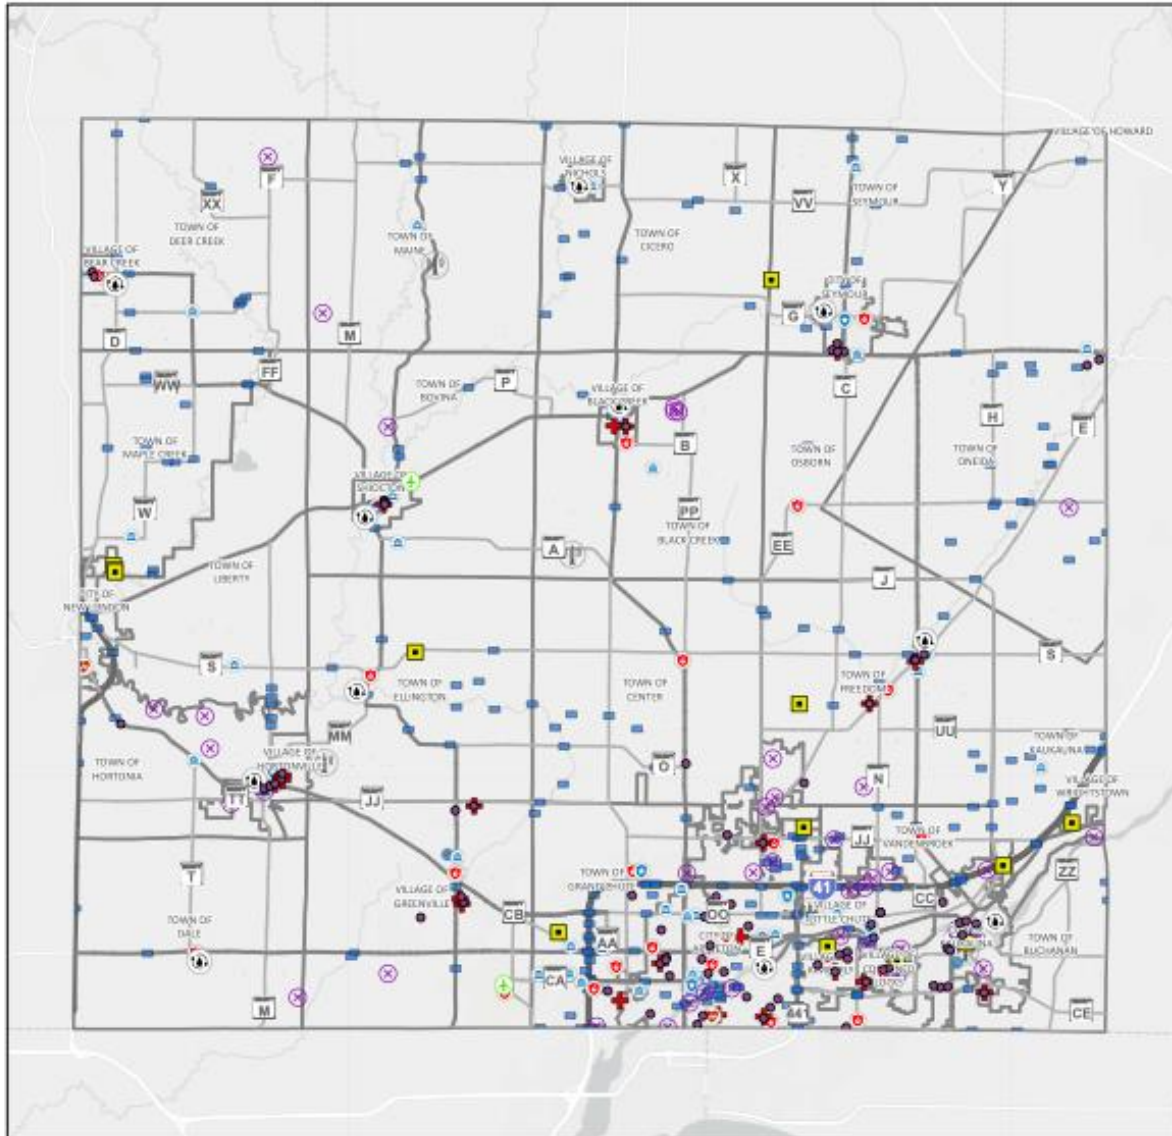 VILLAGE OF HOWARD
VILLAGE OF
NICHOLS
X
Y
F
XX
VV
TOWN OF
SEYMOUR
TOWN OF
DEER CREEK
TOWN OF
MAINE
TOWN OF
CICERO
VILLAGE OF
BEAR CREEK
CITY OF
SEYMOUR
G
M
D
FF
WW
P
TOWN OF
BOVINA
VILLAGE OF
BLACK CREEK
C
H
E
B
TOWN OF
MAPLE CREEK
TOWN OF
OSBORN
TOWN OF
ONEIDA
VILLAGE OF
SHIOCTON
W
PP
TOWN OF
BLACK CREEK
A
EE
TOWN OF
LIBERTY
J
CITY OF
NEW LONDON
S
S
TOWN OF
ELLINGTON
TOWN OF
CENTER
TOWN OF
FREEDOM
MM
UU
TOWN OF
KAUKAUNA
TOWN OF
HORTONIA
VILLAGE OF
HORTONVILLE
O
N
VILLAGE OF
WRIGHTSTOWN
TT
JJ
TOWN OF
VANDENBROEK
JJ
T
TOWN OF
GRAND CHUTE
41
ZZ
VILLAGE OF
GREENVILLE
CB
OO
CC
VILLAGE OF
LITTLE CHUTE
TOWN OF
DALE
AA
CITY OF
APPLETON
E
TOWN OF
BUCHANAN
CA
M
441
CE